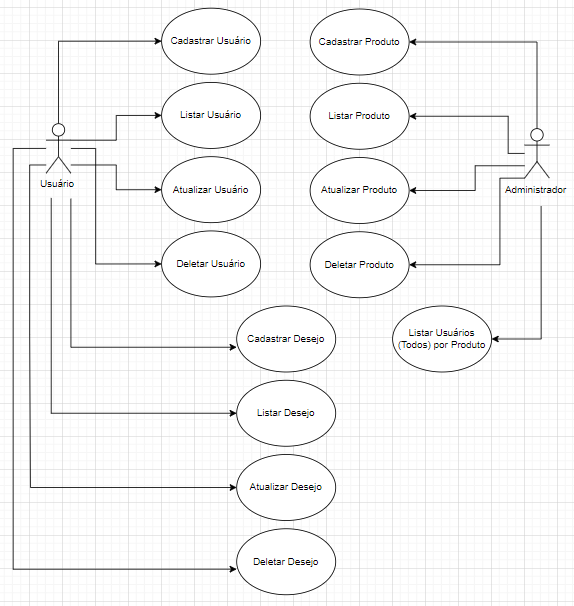 Cadastrar Usuário
Cadastrar Produto
Listar Usuário
Listar Produto
Usuário
Atualizar Usuário
Atualizar Produto
Administrador
Deletar Usuário
Deletar Produto
Cadastrar Desejo
Listar Usuários
(Todos) por Produto
Listar Desejo
Atualizar Desejo
Deletar Desejo